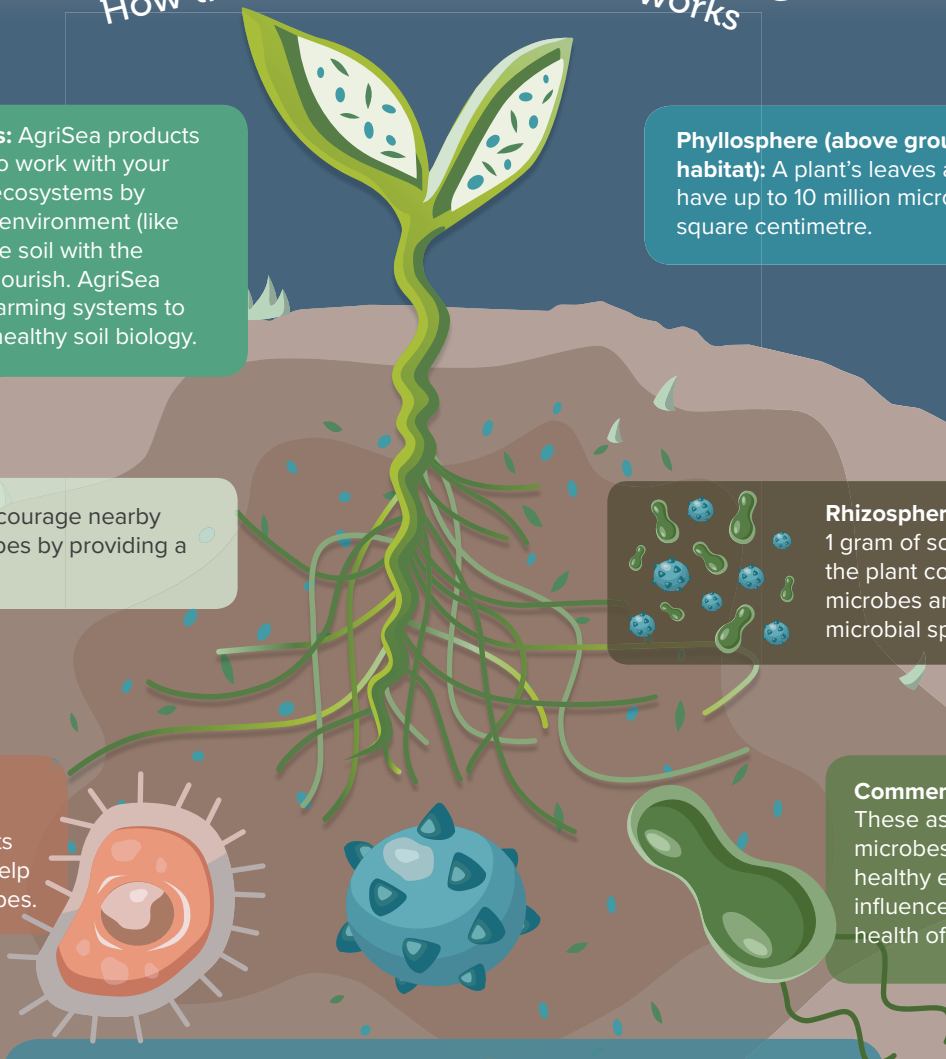 How
works
s: AgriSea products
o work with your
ecosystems by
environment (like
e soil with the
ourish. AgriSea
arming systems to
healthy soil biology.
Phyllosphere (above grou
habitat): A plant's leaves a
have up to 10 million micro
square centimetre.
courage nearby
bes by providing a
Rhizospher
1 gram of so
the plant co
microbes ar
microbial sp
ts
elp
bes.
Commer
These as
microbes
healthy e
influence
health of